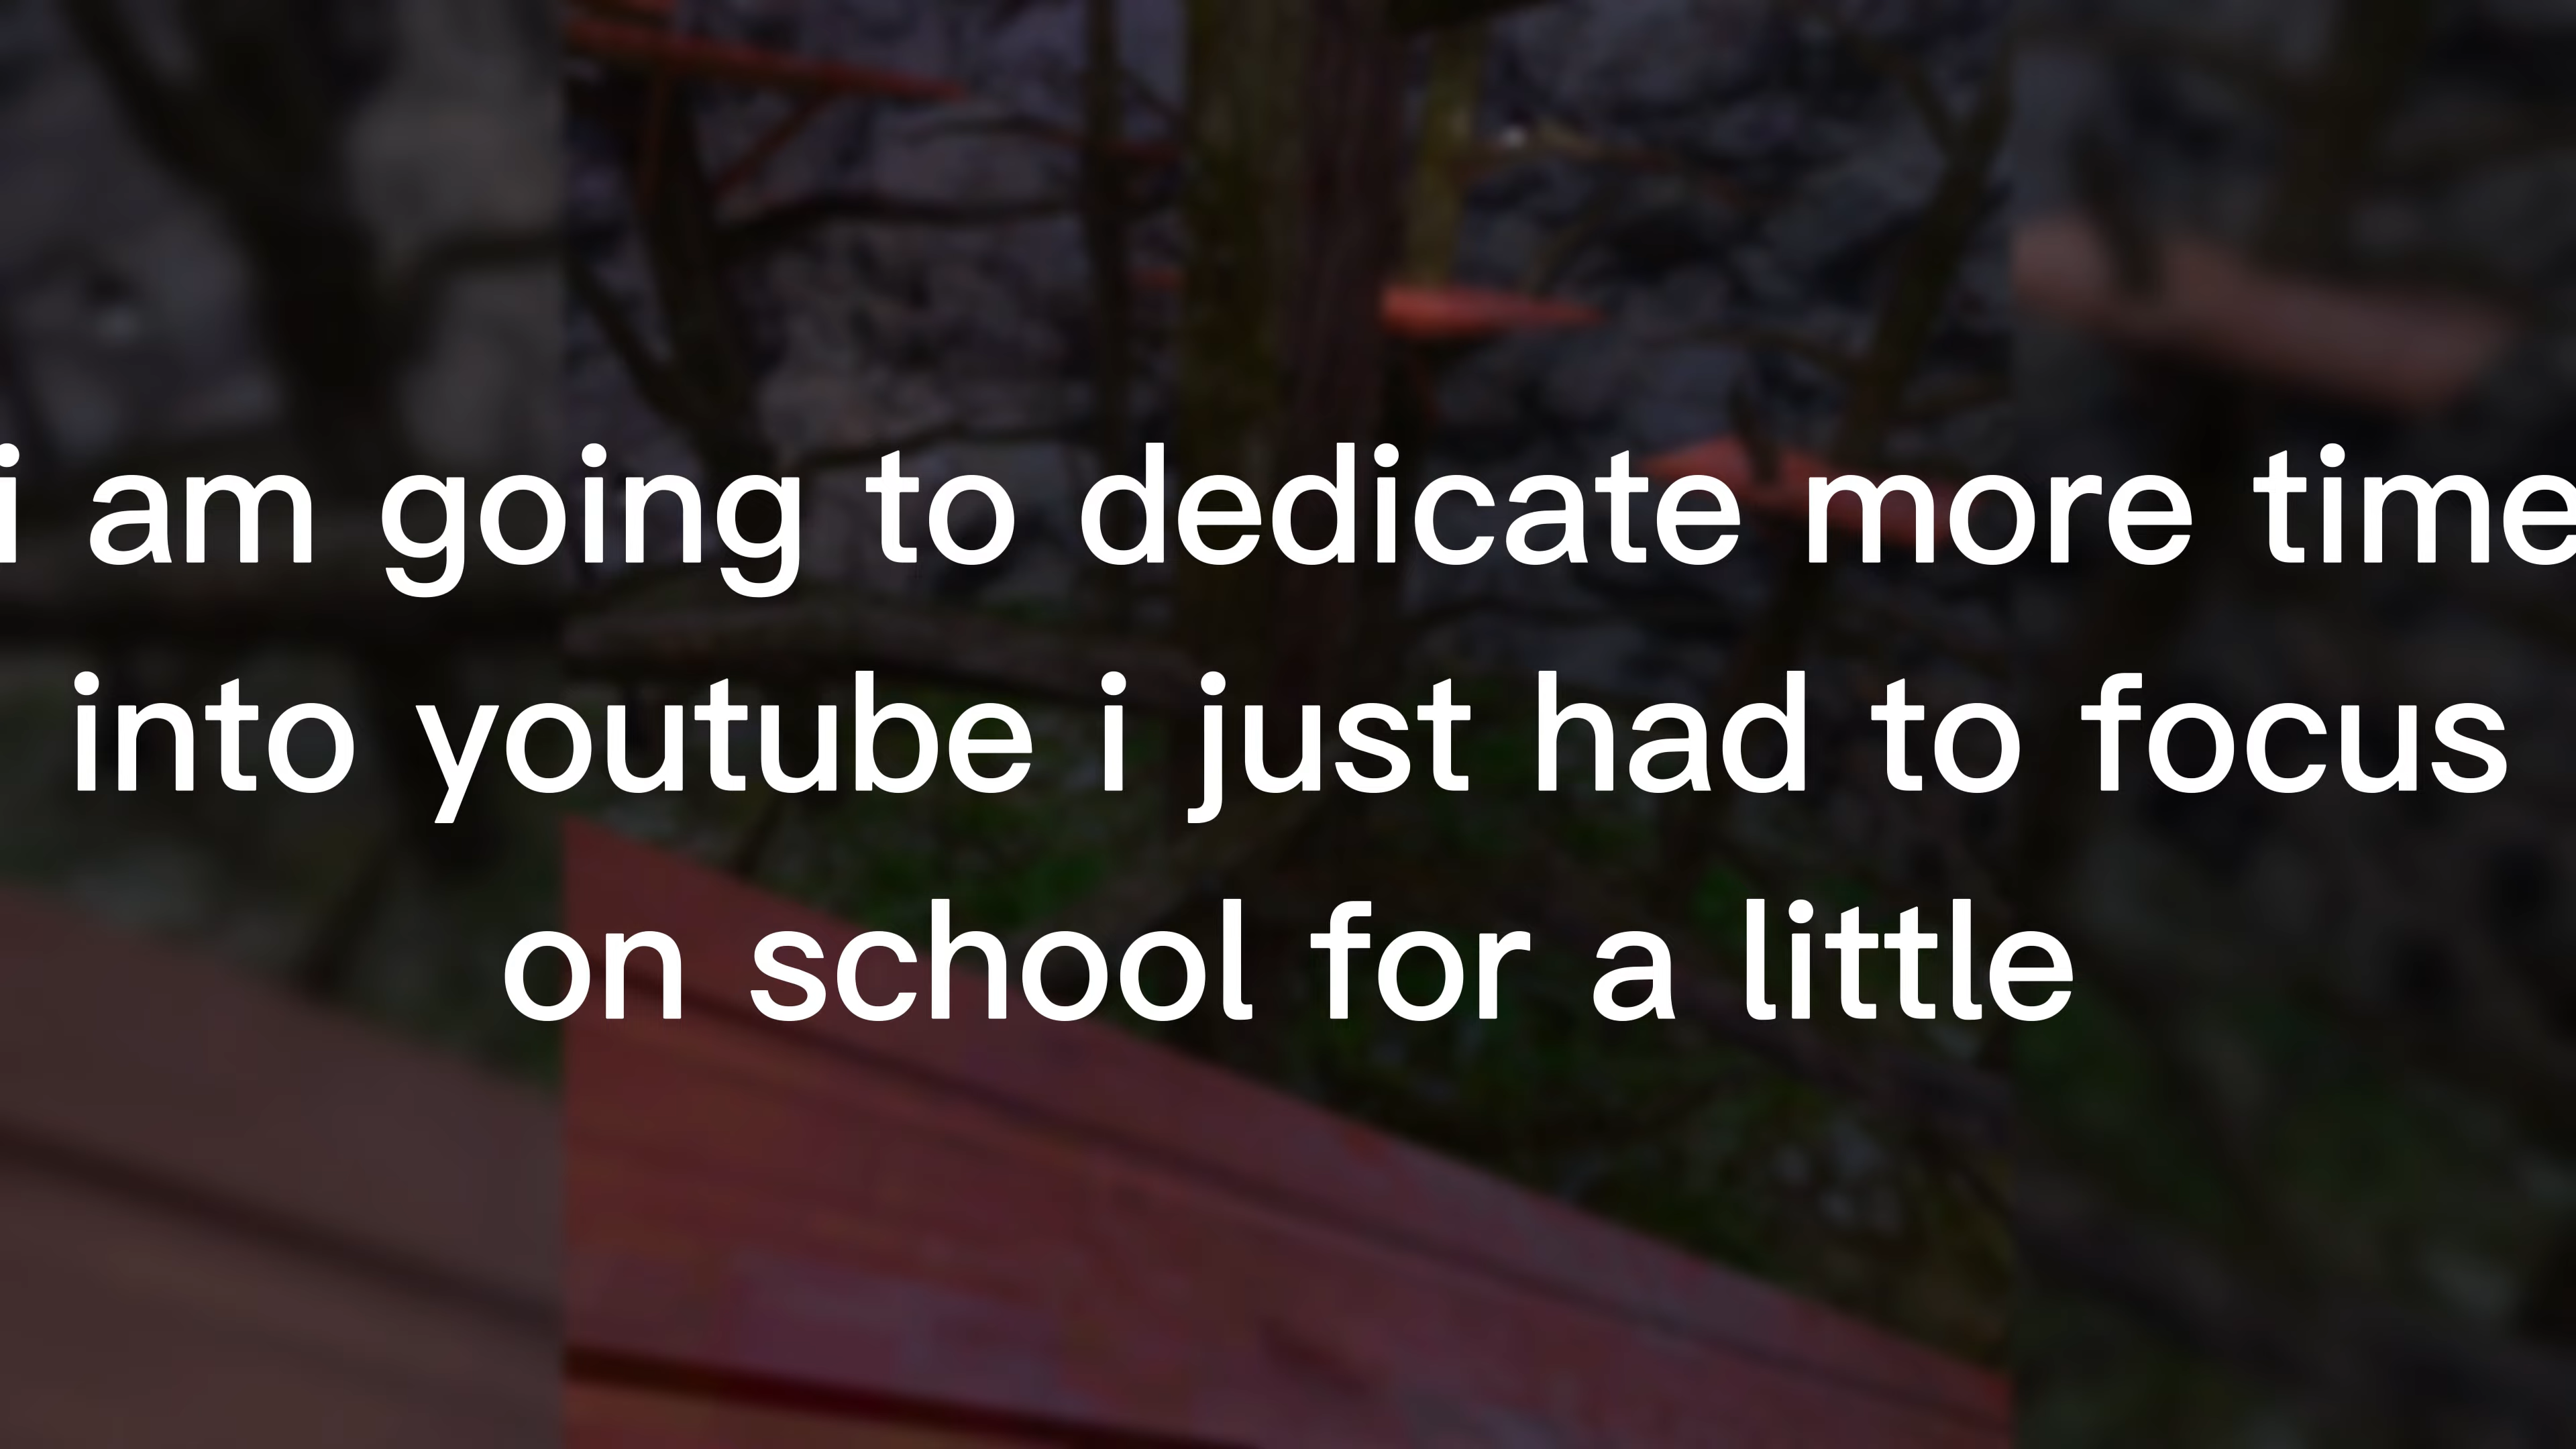 i am going to dedicate more time
into youtube i just had to focus
on school for a little